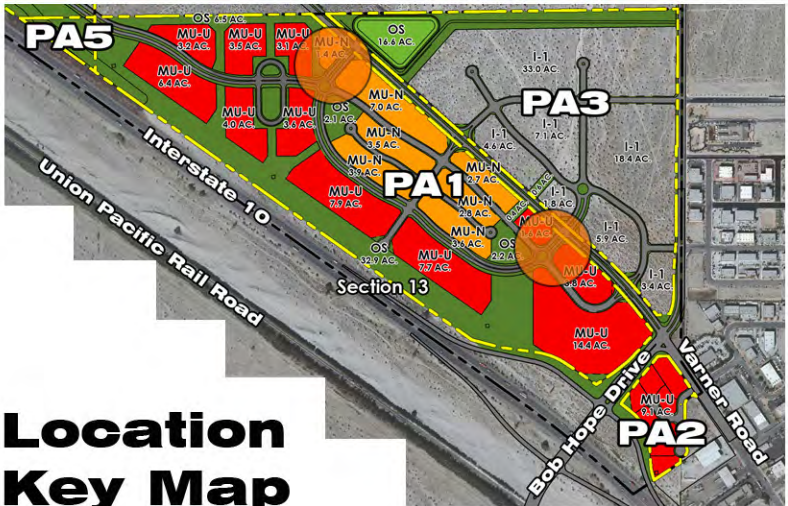 OS 6.5 AC.
PA5
MU-U
3.2 AC.
MU-U
3.5 AC.
MU-U
3.1 AC.
MU-N
4 AC.
OS
16.6 AC.
I-1
33.0 AC.
MU-U
6.4 AC.
MU-U
4.0 AC.
MU-U
3.6 AC.
OS
2.1 AC.
MU-N
7.0 AC.
PA3
MU-N
3.5 AC.
I-1
4.6 AC.
I-1
7.1 AC.
I-1
18.4 AC.
Interstate 10
MU-N
3.9 AC.
PA1
MU-N
2.7 AC.
MU-U
7.9 AC.
MU-N
2.8 AC.
0.4 AC.
I-1
1.8 AC.
Union Pacific Rail Road
OS
32.9 AC.
MU-N
3.6 AC.
OS
2.2 AC.
MU-U
I-1
5.9 AC.
MU-U
7.7 AC.
MU-U
3.8 AC.
I-1
3.4 AC.
Section 13
MU-U
14.4 AC.
Varner Road
Bob Hope Drive
MU-U
9.1 AC.
PA2
Location
Key Map